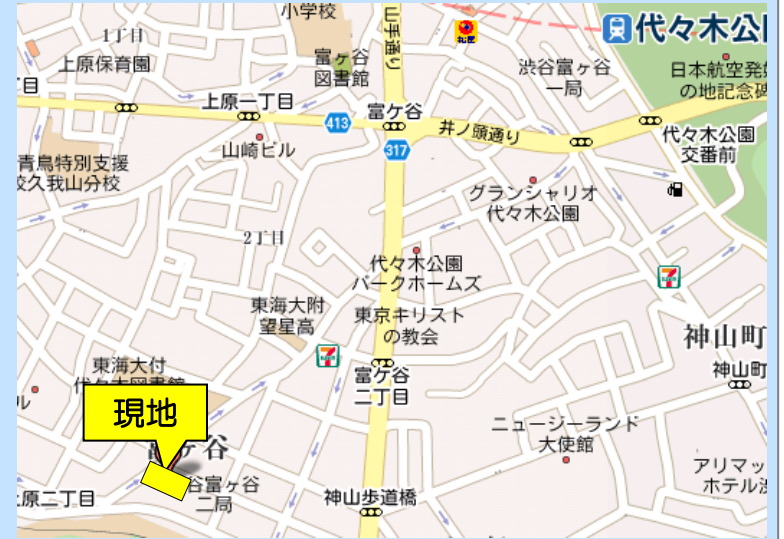 小学校
1丁目
上原保育園
富ヶ谷
図書館
山手通り
渋谷富ヶ谷
一局
代々木公
日本航空発
の地記念碑
目
上原一丁目
413
富ケ谷
井ノ頭通り
代々木公園
交番前
山崎ビル
317
青鳥特別支援
久我山分校
グランシャリオ
代々木公園
2丁目
代々木公園
パークホームズ
東海大附
望星高
東京キリスト
の教会
神山町
東海大付
神山町
富ケ谷
二丁目
ル
現地
ニュージーランド
大使館
ヶ谷
アリマッ
ホテル
原二丁目
谷富ヶ谷
二局
神山歩道橋